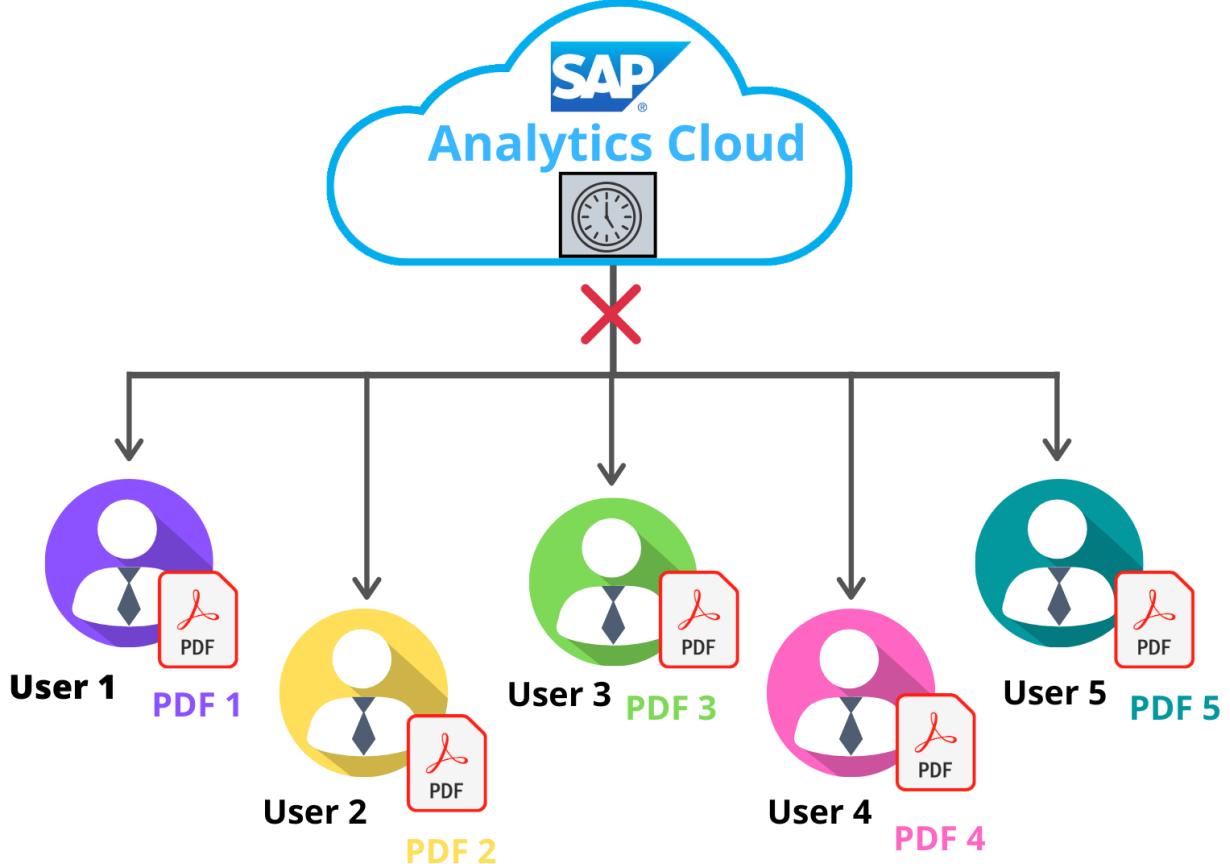 SAP
®
Analytics Cloud
PDF
PDF
PDF
User 1
PDF 1
User 3
PDF 3
User 5
PDF 5
PDF
PDF
User 2
PDF 2
User 4
PDF 4